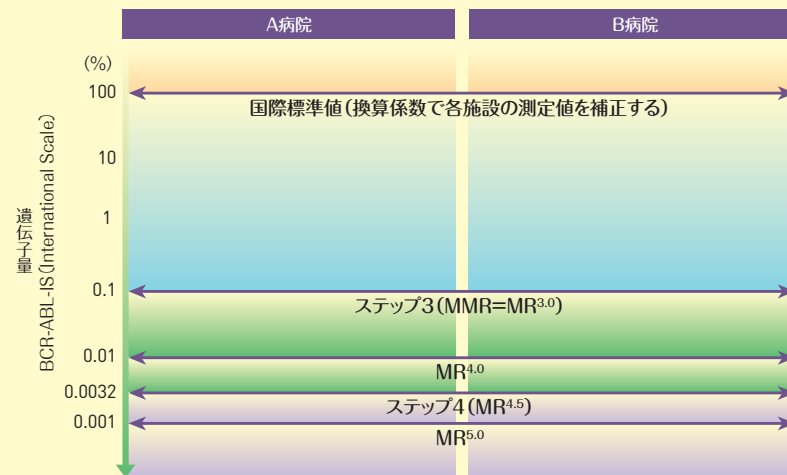 A病院
B病院
(%)
100
国際標準値(換算係数で各施設の測定値を補正する)
10
1
遺伝子量
BCR-ABL-IS(International Scale)
0.1
ステップ3(MMR=MR3.0)
0.01
MR4.0
0.0032
ステップ4(MR4.5)
0.001
MR5.0